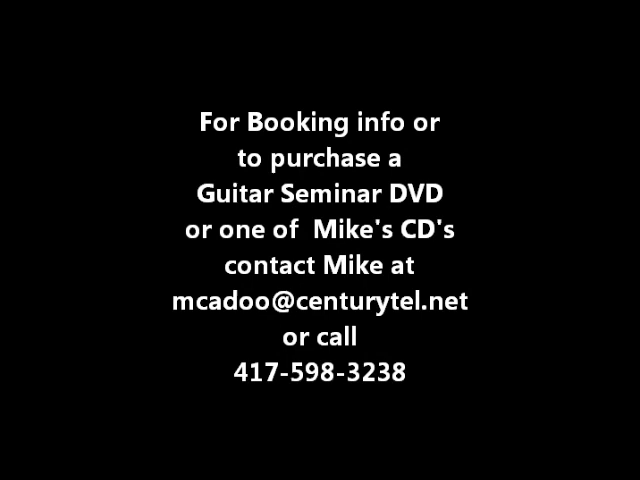 For Booking info or
to purchase a
Guitar Seminar DVD
or one of  Mike's CD's
contact Mike at
mcadoo@centurytel.net
or call
417-598-3238